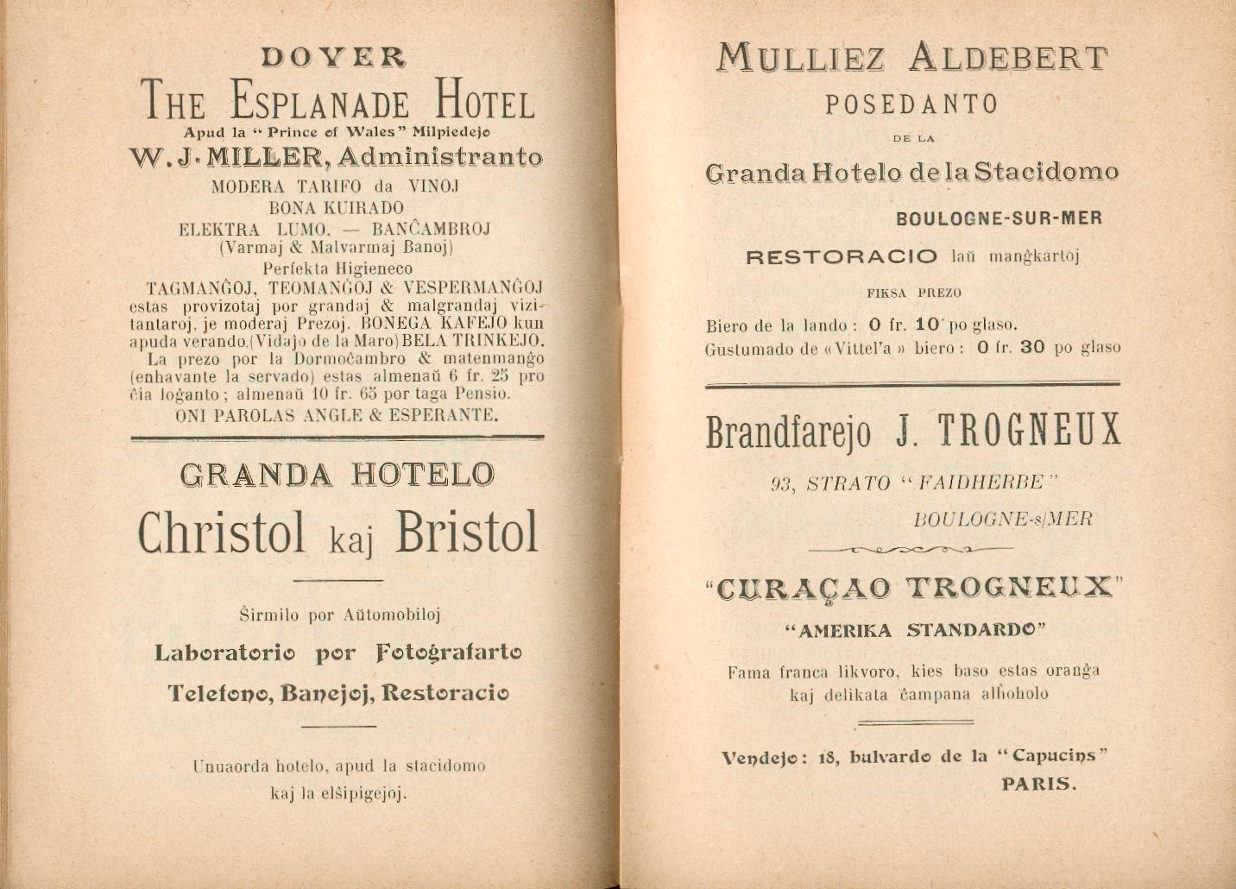 DOVER
THE ESPLANADE HOTEL
Apud la “ Prince of Wales” Milpiedejo
W. J. MILLER, Administranto
MODERA TARIFO da VINOJ
BONA KUIRADO
ELEKTRA LUMO. — BANĈAMBROJ
(Varmaj & Malvarmaj Banoj)
Perfekta Higieneco
TAGMANĜOJ, TEOMANĜOJ & VESPERMANĜOJ
estas provizotaj por grandaj & malgrandaj vizi-
tantaroj, je moderaj Prezoj. BONEGA KAFEJO kun
apuda verando.(Vidajo de la Maro) BELA TRINKEJO.
La prezo por la Dormoĉambro & matenmanĝo
(enhavante la servado) estas almenaŭ 6 fr. 25 pro
ĉia loĝanto ; almenaŭ 10 fr. 65 por taga Pensio.
ONI PAROLAS ANGLE & ESPERANTE.
GRANDA HOTELO
Christol kaj Bristol
Ŝirmilo por Aŭtomobiloj
Laboratorio por Fotoĝrafarto
Telefono, Banejoj, Restoracio
Unuaorda hotelo, apud la stacidomo
kaj la elŝipigejoj.
MULLIEZ ALDEBERT
POSEDANTO
DE LA
Granda Hotelo de la Stacidomo
BOULOGNE-SUR-MER
RESTORACIO laŭ manĝkartoj
FIKSA PREZO
Biero de la lando : 0 fr. 10 po glaso.
Gustumado de « Vittel’a » biero : 0 fr. 30 po glaso
Brandfarejo J. TROGNEUX
93, STRATO “ FAIDHERBE ”
BOULOGNE-s/MER
“CURAÇAO TROGNEUX”
“AMERIKA STANDARDO”
Fama franca likvoro, kies baso estas oranĝa
kaj delikata ĉampana alĥoholo
Vendejo : 18, bulvardo de la “ Capucins ”
PARIS.